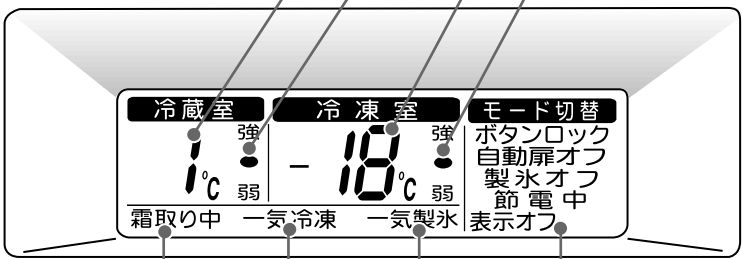 冷蔵室 冷凍室 モード切替
強 強 ボタンロック
1℃ -18℃ 自動扉オフ
弱 弱 製氷オフ
節電中
霜取り中 一気冷凍 一気製氷 表示オフ